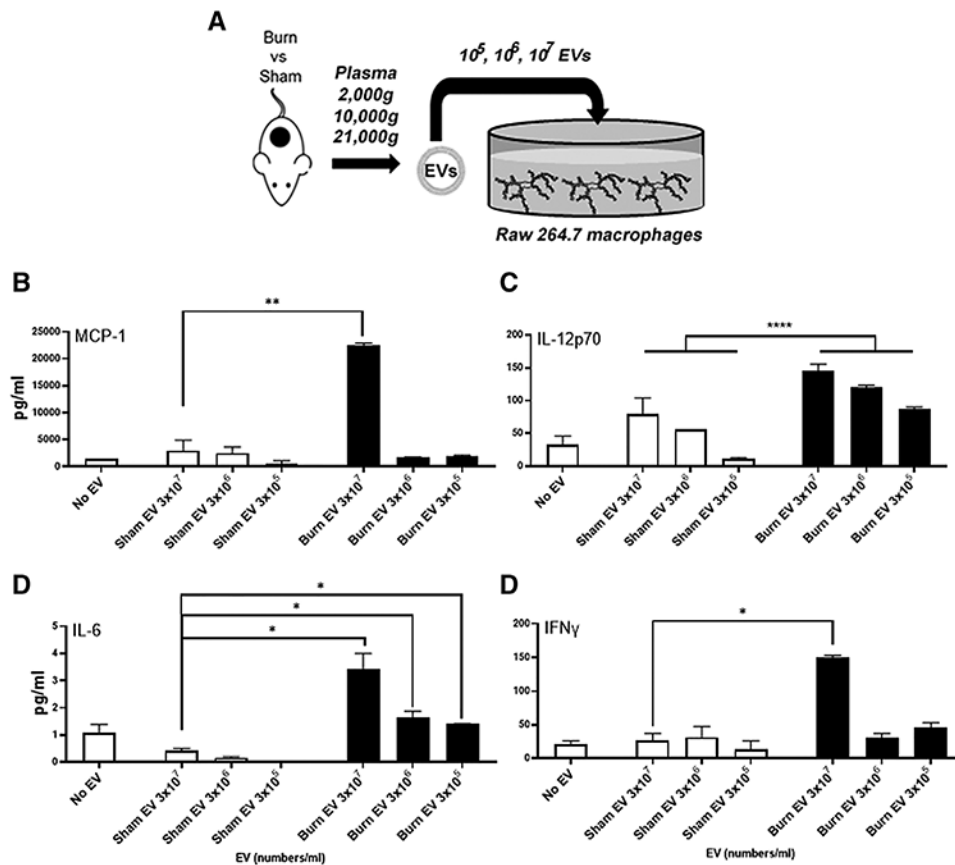 A
Burn
vs
Sham
Plasma
2,000g
10,000g
21,000g
10⁵, 10⁶, 10⁷ EVs
EVs
Raw 264.7 macrophages
B
MCP-1
**
pg/ml
25000
20000
15000
10000
5000
0
No EV
Sham EV 3x10⁷
Sham EV 3x10⁶
Sham EV 3x10⁵
Burn EV 3x10⁷
Burn EV 3x10⁶
Burn EV 3x10⁵
C
IL-12p70
****
200
150
100
50
0
No EV
Sham EV 3x10⁷
Sham EV 3x10⁶
Sham EV 3x10⁵
Burn EV 3x10⁷
Burn EV 3x10⁶
Burn EV 3x10⁵
D
IL-6
*
*
*
pg/ml
5
4
3
2
1
0
No EV
Sham EV 3x10⁷
Sham EV 3x10⁶
Sham EV 3x10⁵
Burn EV 3x10⁷
Burn EV 3x10⁶
Burn EV 3x10⁵
EV (numbers/ml)
D
IFNγ
*
200
150
100
50
0
No EV
Sham EV 3x10⁷
Sham EV 3x10⁶
Sham EV 3x10⁵
Burn EV 3x10⁷
Burn EV 3x10⁶
Burn EV 3x10⁵
EV (numbers/ml)